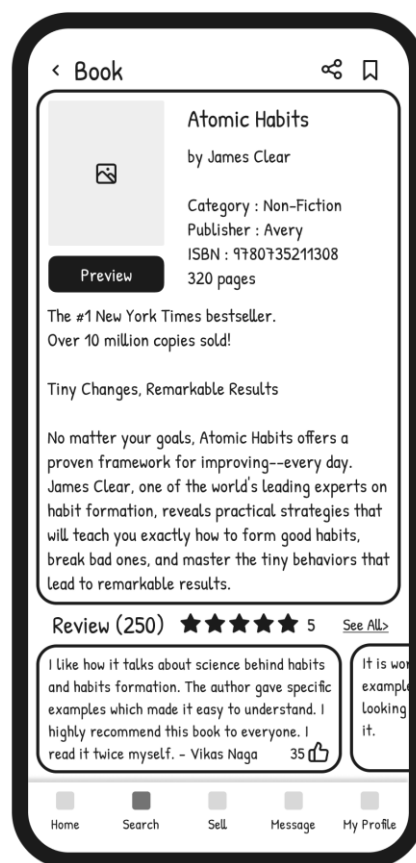 Book
Atomic Habits
by James Clear
Category : Non-Fiction
Publisher : Avery
ISBN : 9780735211308
320 pages
Preview
The #1 New York Times bestseller.
Over 10 million copies sold!
Tiny Changes, Remarkable Results
No matter your goals, Atomic Habits offers a
proven framework for improving--every day.
James Clear, one of the world's leading experts on
habit formation, reveals practical strategies that
will teach you exactly how to form good habits,
break bad ones, and master the tiny behaviors that
lead to remarkable results.
Review (250) 5 See All>
I like how it talks about science behind habits
and habits formation. The author gave specific
examples which made it easy to understand. I
highly recommend this book to everyone. I
read it twice myself. - Vikas Naga 35
It is
example
looking
it.
Home Search Sell Message My Profile